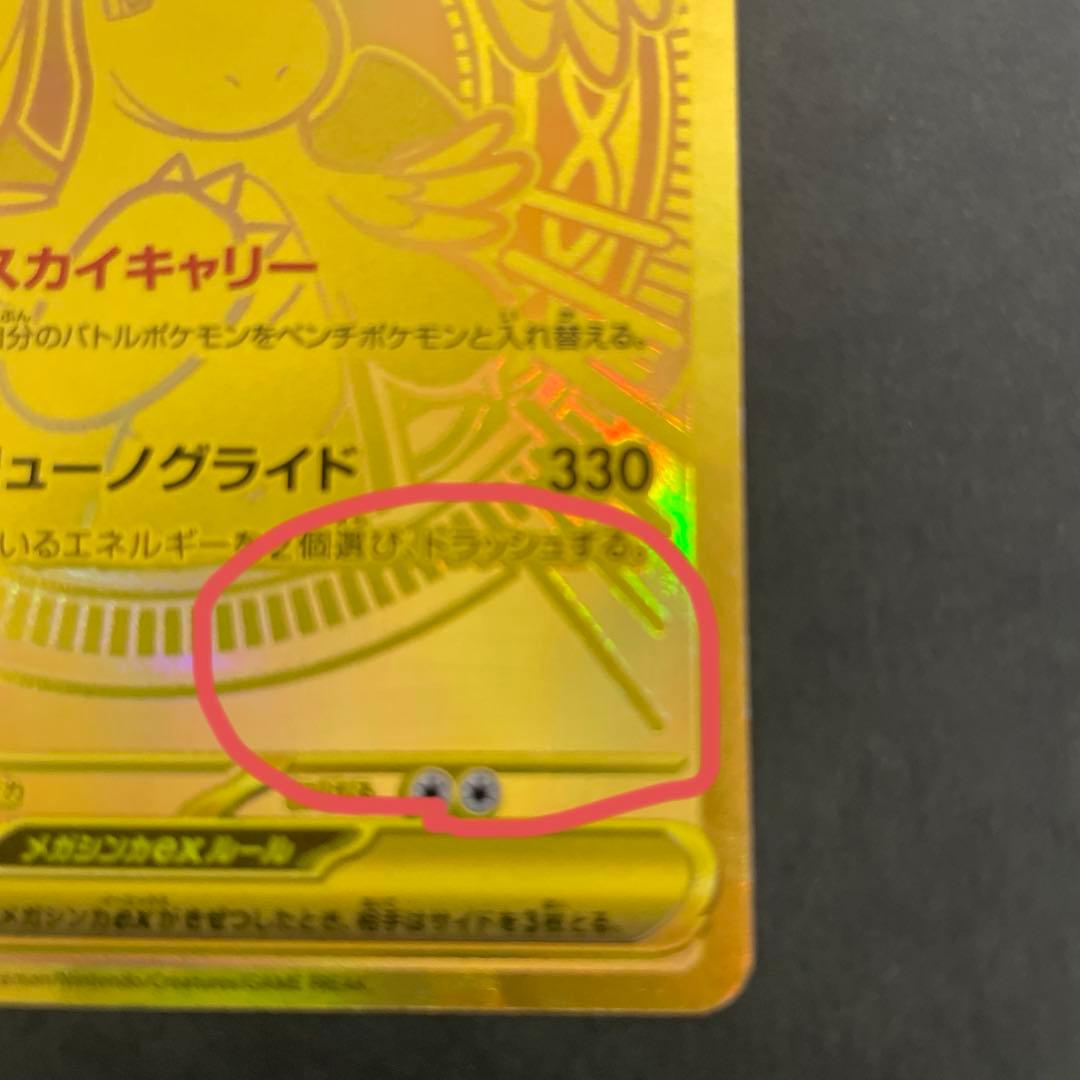 スカイキャリー
分のバトルポケモンをベンチポケモンと入れ替える。
ューノグライド 330
いるエネルギーを2個選び、トラッシュする。
メガシンカexルール
メガシンカexがきぜつしたとき、相手はサイドを3枚とる。
Pokémon/Nintendo/Creatures/GAME FREAK